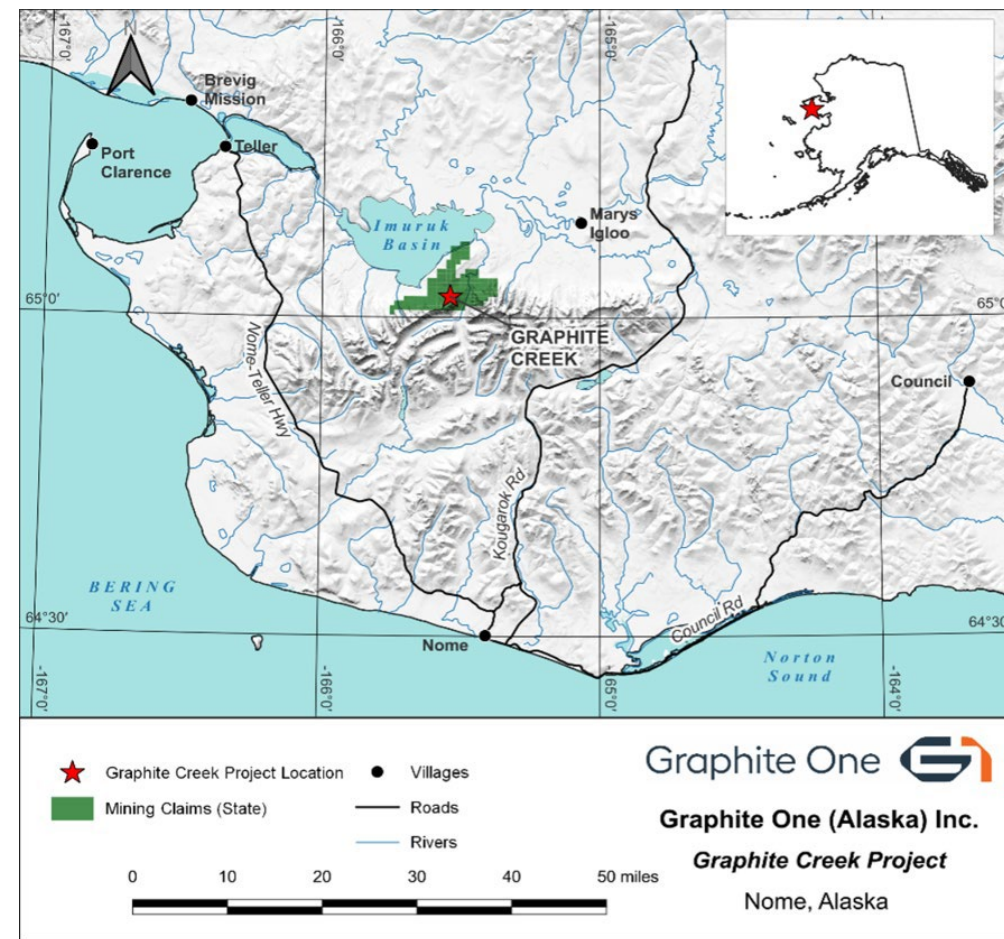 -167°0'
-166°0'
-165°0'
N
Brevig
Mission
Teller
Port
Clarence
Imuruk
Basin
Marys
Igloo
65°0'
65°0'
GRAPHITE
CREEK
Nome-Teller Hwy
Council
Kougarok Rd
BERING
SEA
64°30'
64°30'
Council Rd
Nome
Norton
Sound
-167°0'
-166°0'
-165°0'
-164°0'
Graphite Creek Project Location
Villages
Mining Claims (State)
Roads
Rivers
0 10 20 30 40 50 miles
Graphite One G1
Graphite One (Alaska) Inc.
Graphite Creek Project
Nome, Alaska